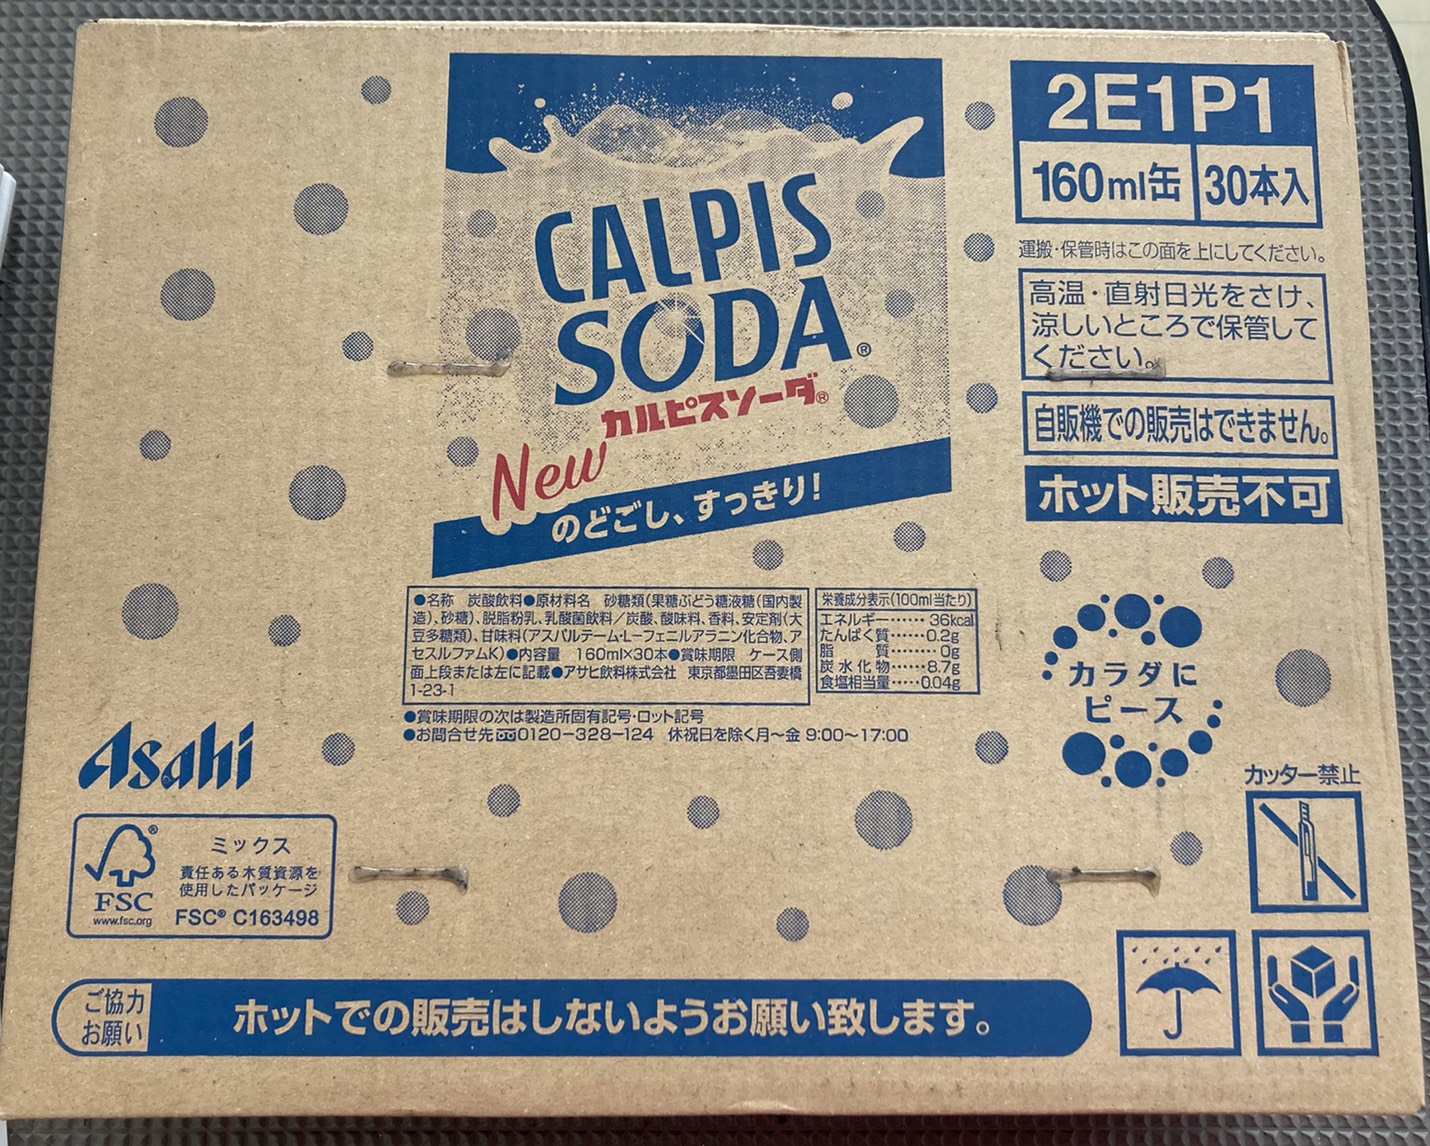 2E1P1
160ml缶 30本入
運搬・保管時はこの面を上にしてください。
高温・直射日光をさけ、
涼しいところで保管して
ください。
自販機での販売はできません。
ホット販売不可
CALPIS
SODA®
カルピスソーダ®
New
のどごし、すっきり!
●名称 炭酸飲料●原材料名 砂糖類(果糖ぶどう糖液糖(国内製
造)、砂糖)、脱脂粉乳、乳酸菌飲料/炭酸、酸味料、香料、安定剤(大
豆多糖類)、甘味料(アスパルテーム・L-フェニルアラニン化合物、ア
セスルファムK)●内容量 160ml×30本●賞味期限 ケース側
面上段または左に記載●アサヒ飲料株式会社 東京都墨田区吾妻橋
1-23-1
栄養成分表示(100ml当たり)
エネルギー……36kcal
たんぱく質……0.2g
脂質……0g
炭水化物……8.7g
食塩相当量……0.04g
●賞味期限の次は製造所固有記号・ロット記号
●お問合せ先 0120-328-124 休祝日を除く月〜金 9:00〜17:00
カラダに
ピース
Asahi
カッター禁止
FSC®
www.fsc.org
ミックス
責任ある木質資源を
使用したパッケージ
FSC® C163498
ご協力
お願い
ホットでの販売はしないようお願い致します。